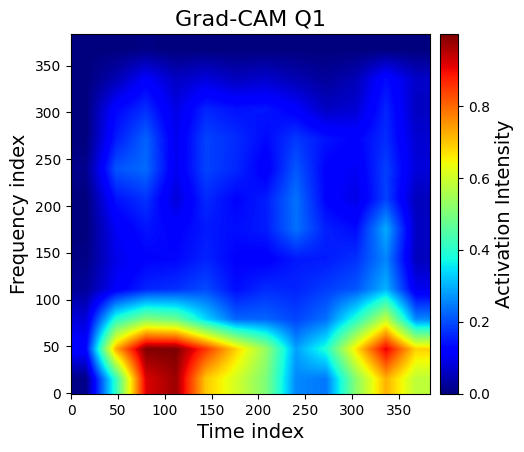 Grad-CAM Q1
Frequency index
350
300
250
200
150
100
50
0
0 50 100 150 200 250 300 350
Time index
0.8
0.6
0.4
0.2
0.0
Activation Intensity